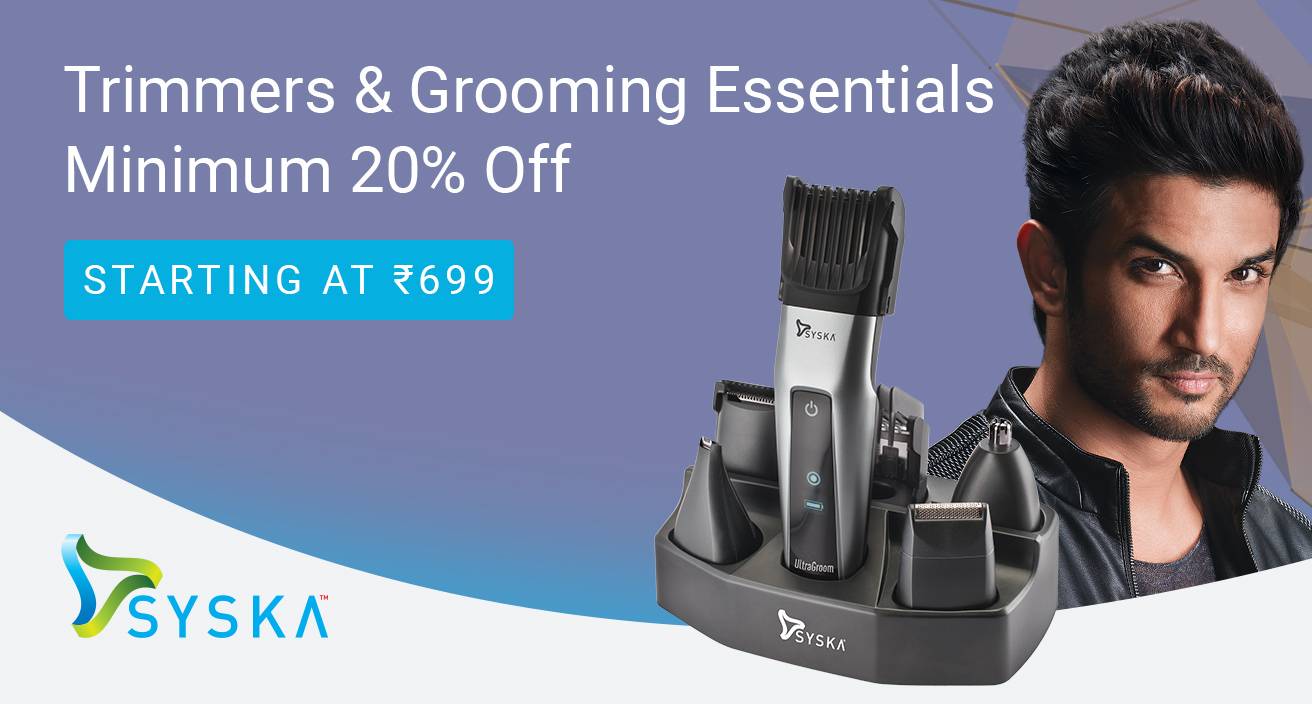 Trimmers & Grooming Essentials
Minimum 20% Off
STARTING AT ₹699
SYSKA
UltraGroom
SYSKA
SYSKA™